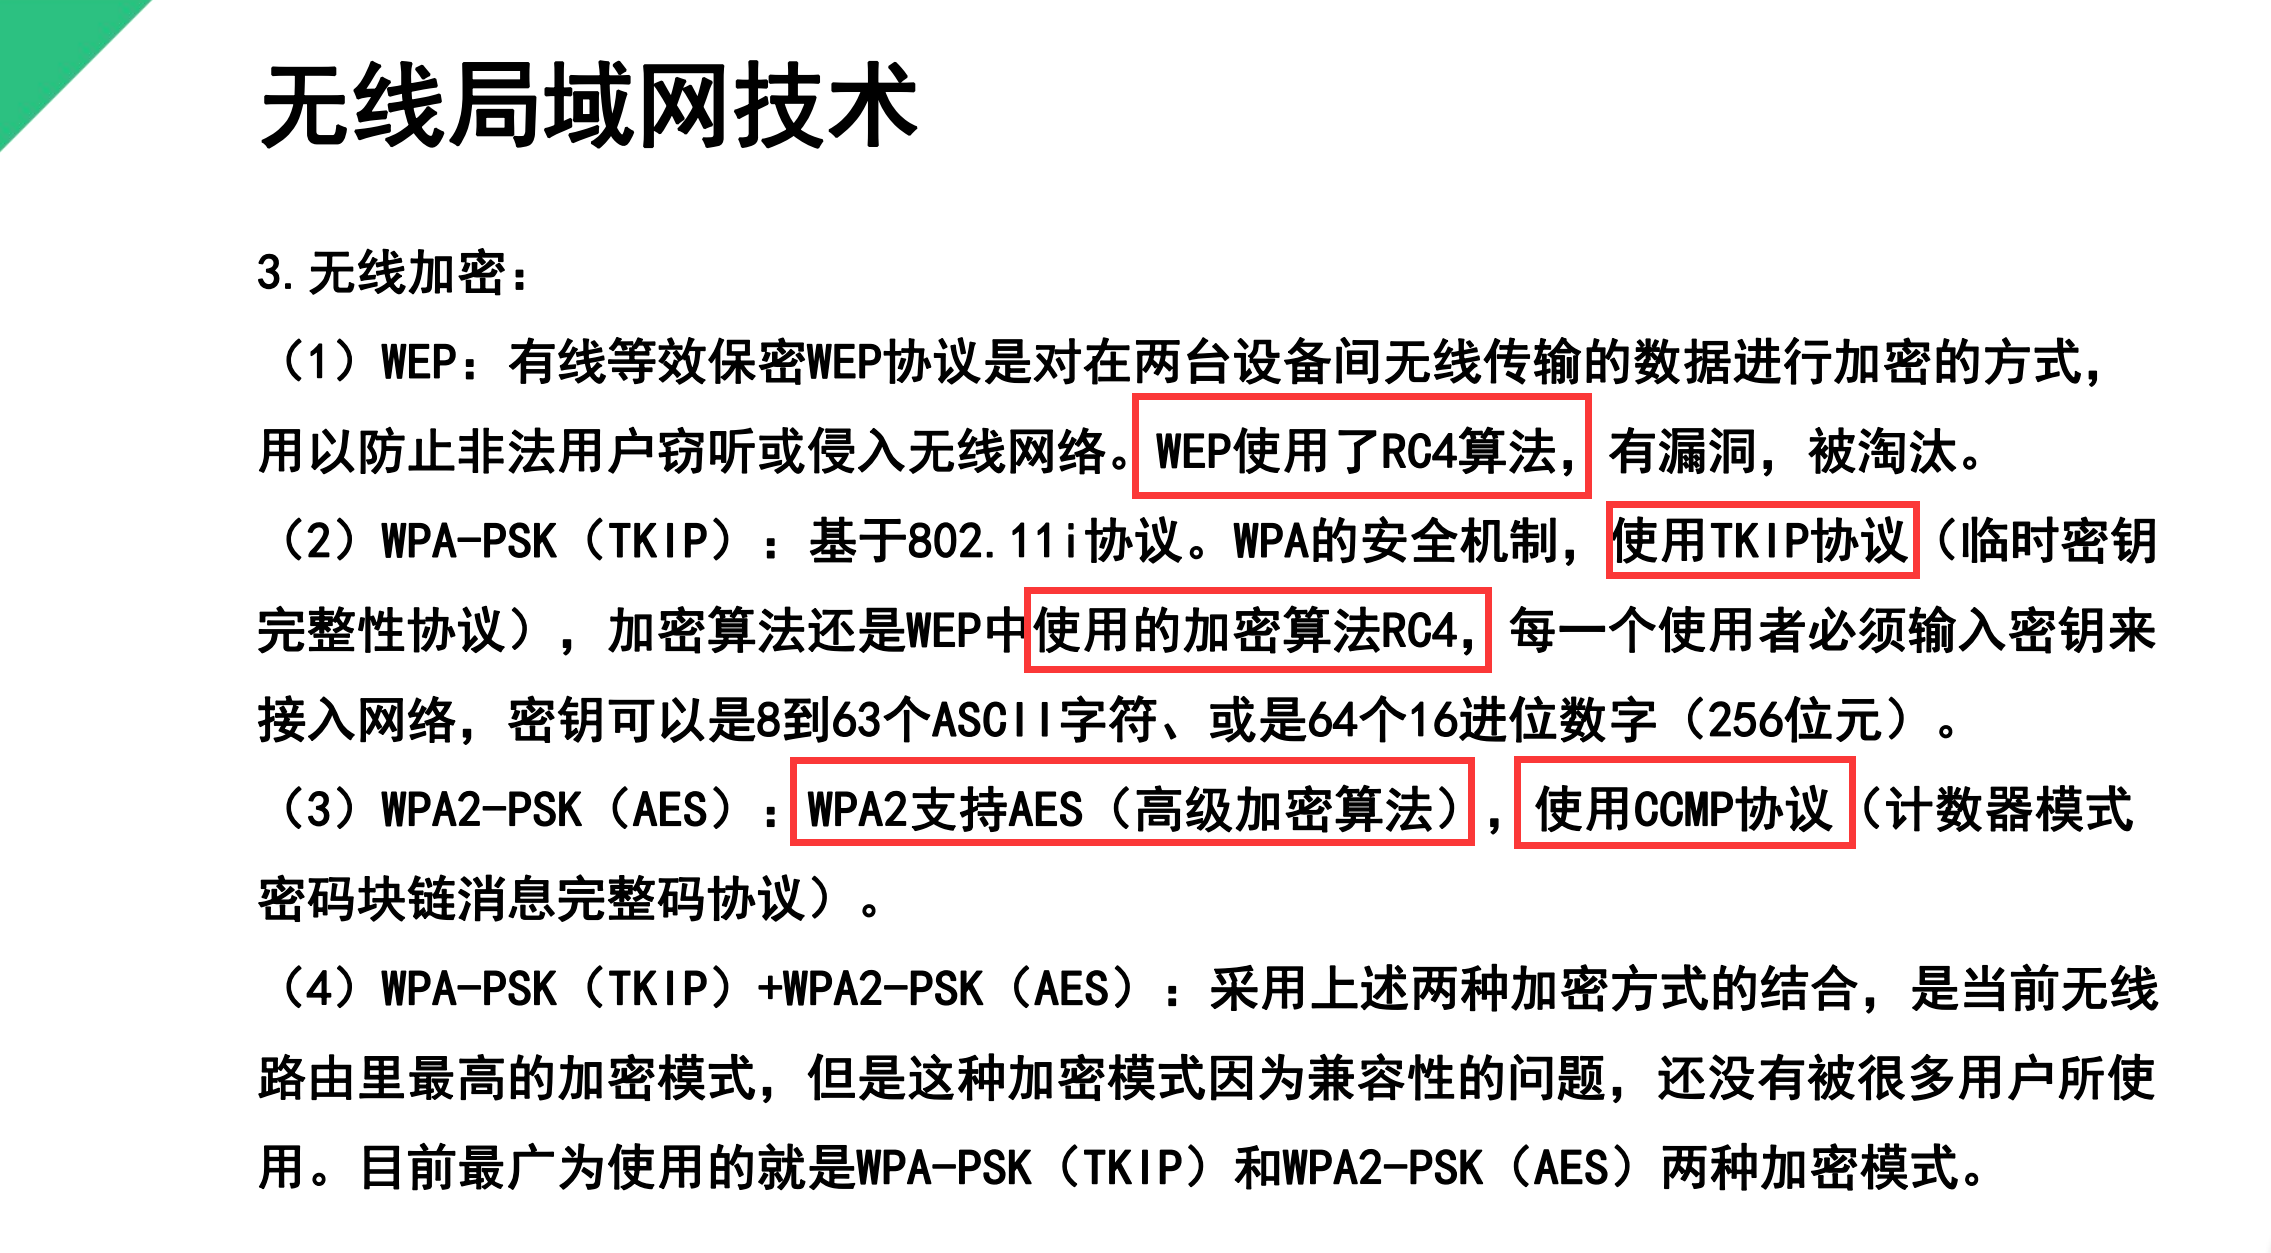 无线局域网技术
3.无线加密：
（1）WEP：有线等效保密WEP协议是对在两台设备间无线传输的数据进行加密的方式，
用以防止非法用户窃听或侵入无线网络。WEP使用了RC4算法，有漏洞，被淘汰。
（2）WPA-PSK（TKIP）：基于802.11i协议。WPA的安全机制，使用TKIP协议（临时密钥
完整性协议），加密算法还是WEP中使用的加密算法RC4，每一个使用者必须输入密钥来
接入网络，密钥可以是8到63个ASCII字符、或是64个16进位数字（256位元）。
（3）WPA2-PSK（AES）：WPA2支持AES（高级加密算法），使用CCMP协议（计数器模式
密码块链消息完整码协议）。
（4）WPA-PSK（TKIP）+WPA2-PSK（AES）：采用上述两种加密方式的结合，是当前无线
路由里最高的加密模式，但是这种加密模式因为兼容性的问题，还没有被很多用户所使
用。目前最广为使用的就是WPA-PSK（TKIP）和WPA2-PSK（AES）两种加密模式。